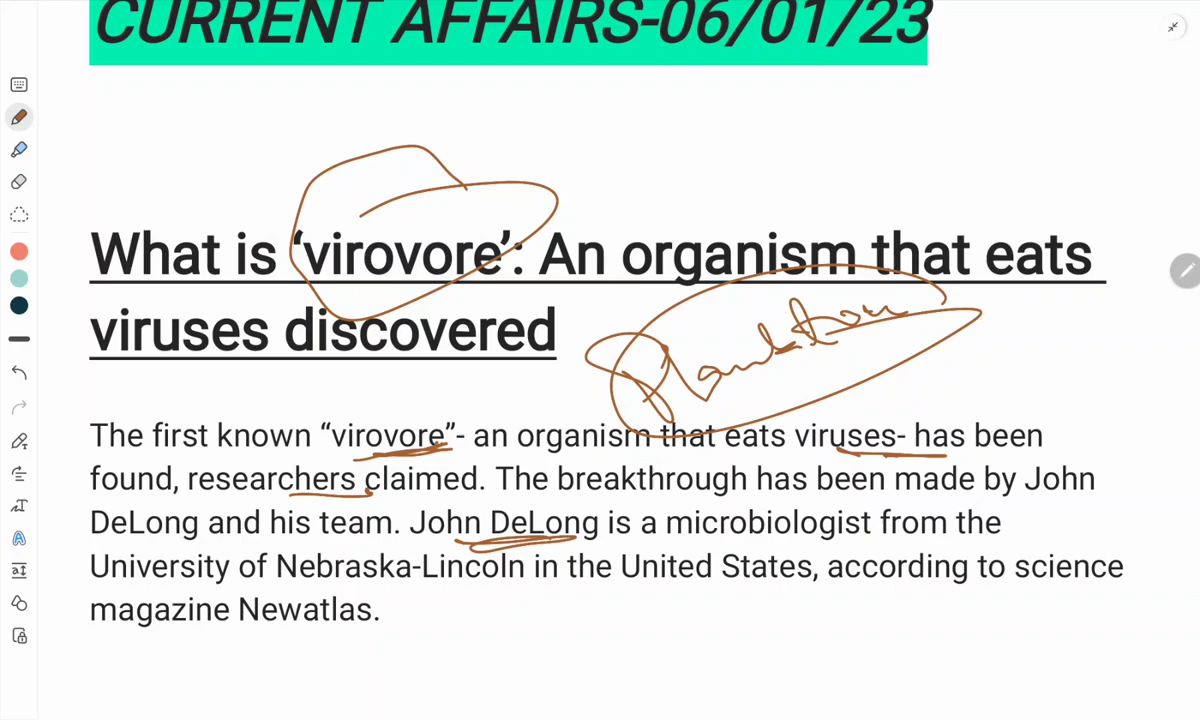 CURRENT AFFAIRS-06/01/23
What is ‘virovore’: An organism that eats
viruses discovered
The first known “virovore”- an organism that eats viruses- has been
found, researchers claimed. The breakthrough has been made by John
DeLong and his team. John DeLong is a microbiologist from the
University of Nebraska-Lincoln in the United States, according to science
magazine Newatlas.